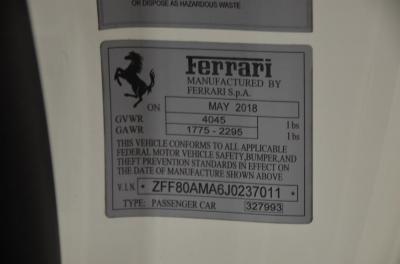 OR DISPOSE AS HAZARDOUS WASTE
Ferrari
MANUFACTURED BY
FERRARI S.p.A.
ON MAY 2018
GVWR 4045 lbs
GAWR 1775 - 2295 lbs
THIS VEHICLE CONFORMS TO ALL APPLICABLE
FEDERAL MOTOR VEHICLE SAFETY, BUMPER, AND
THEFT PREVENTION STANDARDS IN EFFECT ON
THE DATE OF MANUFACTURE SHOWN ABOVE
V.I.N. * ZFF80AMA6J0237011 *
TYPE: PASSENGER CAR 327993